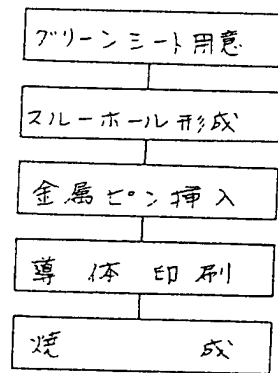 グリーンシート用意
スルーホール形成
金属ピン挿入
導体印刷
焼成